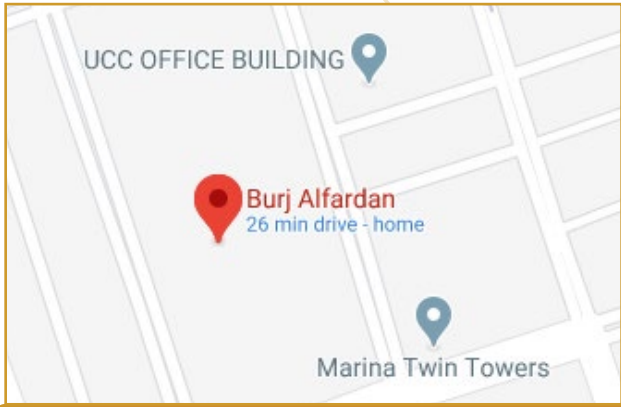 UCC OFFICE BUILDING
Burj Alfardan
26 min drive - home
Marina Twin Towers